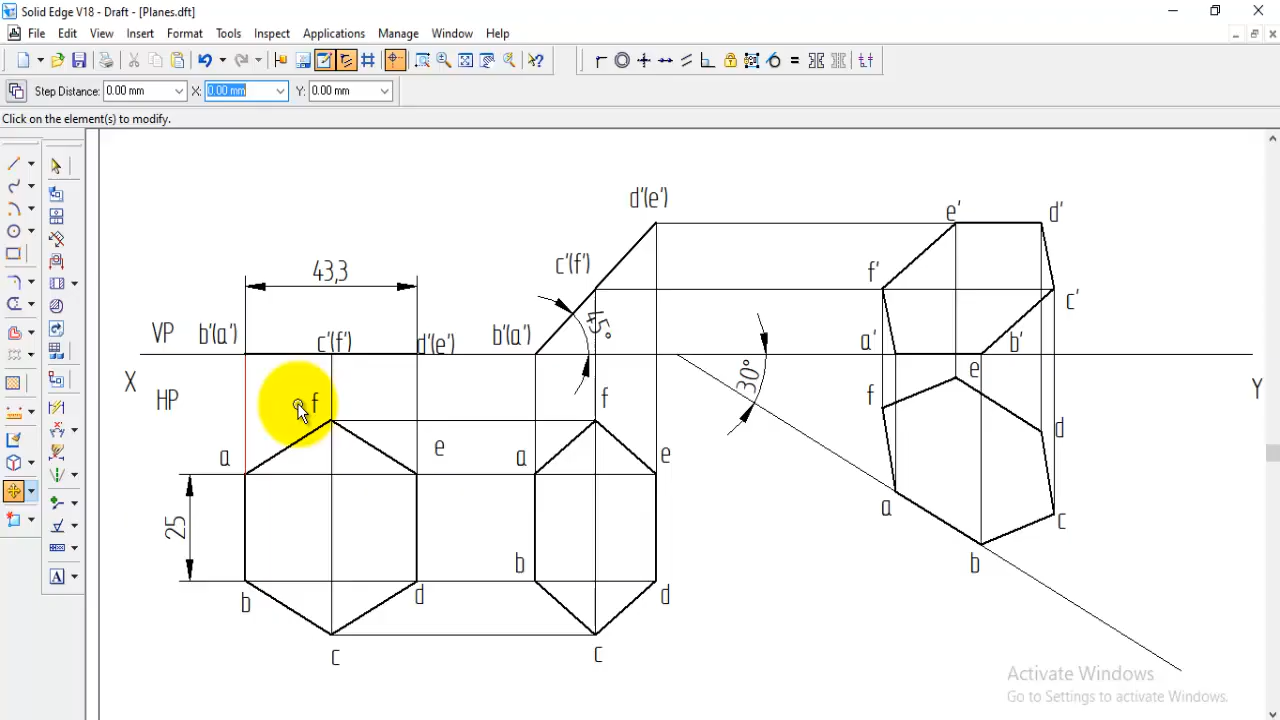 Solid Edge V18 - Draft - [Planes.dft]
File Edit View Insert Format Tools Inspect Applications Manage Window Help
Step Distance: 0.00 mm X: 0.00 mm Y: 0.00 mm
Click on the element(s) to modify.
d'(e')
e' d'
43,3
c'(f')
f'
c'
VP b'(a') c'(f') d'(e') b'(a')
45°
a' b'
X HP
30°
e
Y
f
f
f
d
a e
a e
25
a
c
b
b
d
b
d
c
c
A
Activate Windows
Go to Settings to activate Windows.